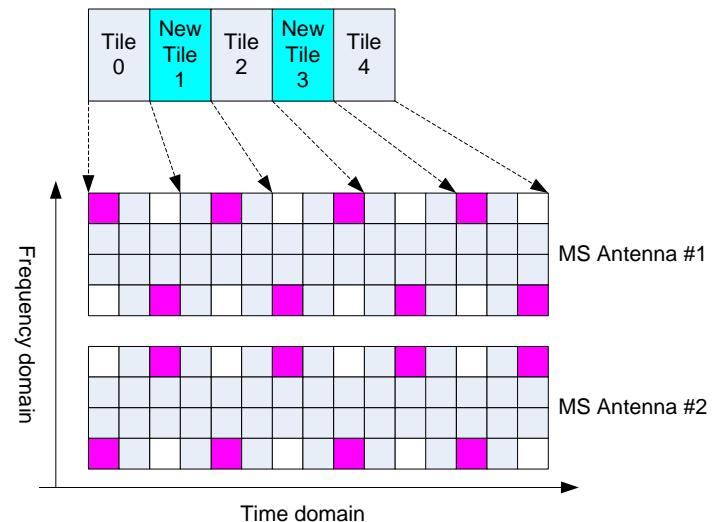 Tile
0
New
Tile
1
Tile
2
New
Tile
3
Tile
4
Frequency domain
MS Antenna #1
MS Antenna #2
Time domain